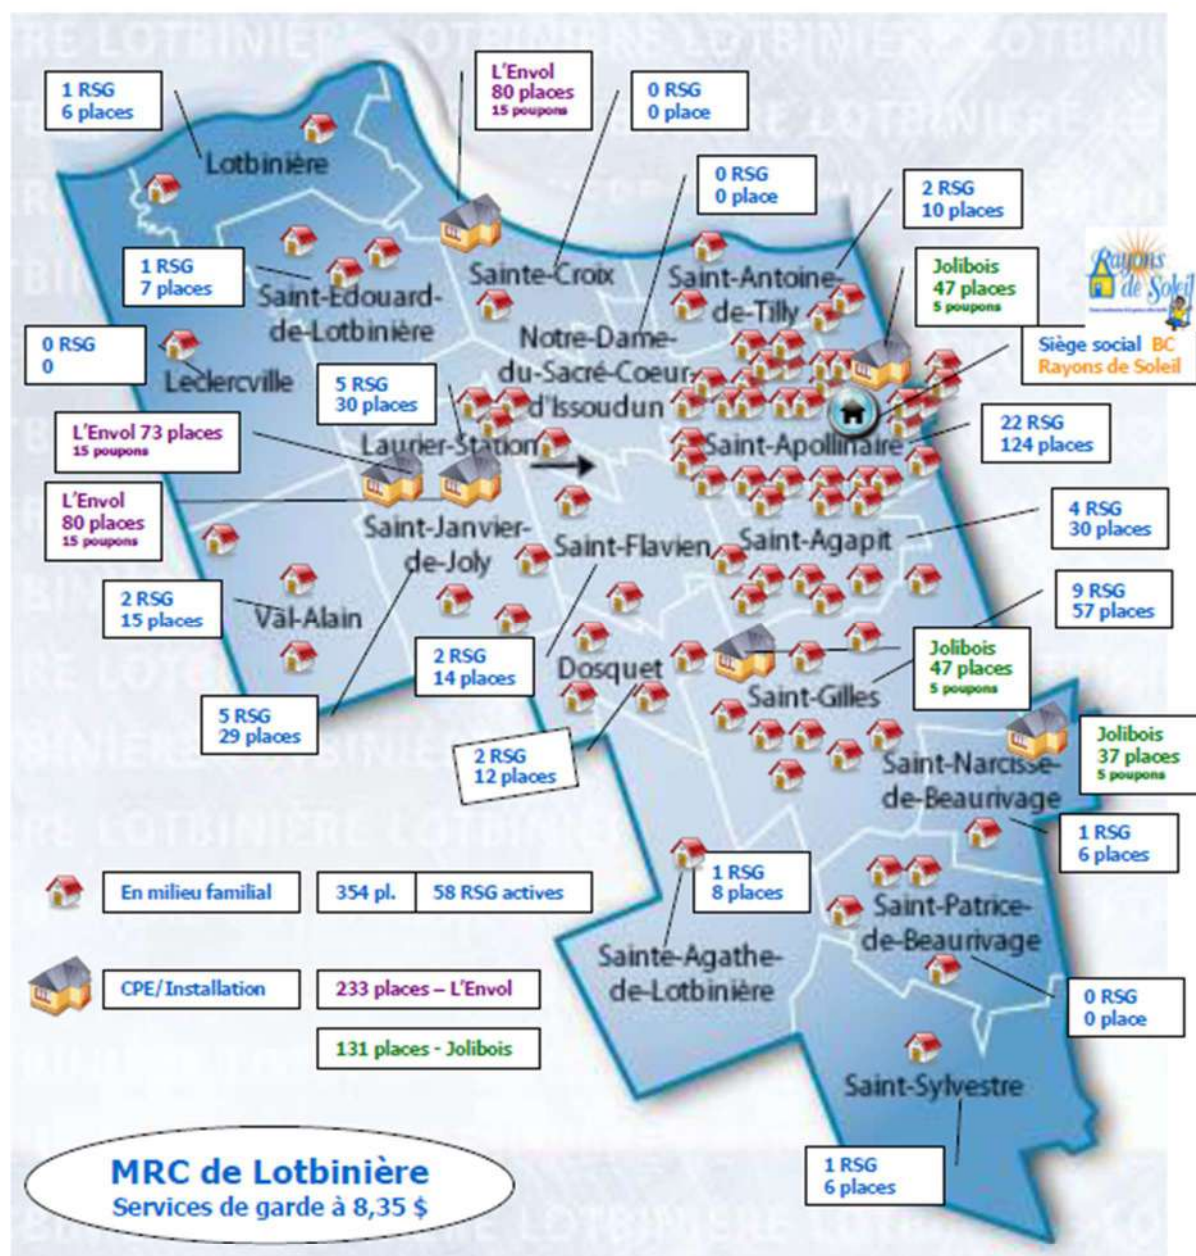 1 RSG
6 places
L'Envol
80 places
15 poupons
0 RSG
0 place
0 RSG
0 place
2 RSG
10 places
Lotbinière
Rayons
de Soleil
1 RSG
7 places
Sainte-Croix
Saint-Antoine-
de-Tilly
Jolibois
47 places
5 poupons
Saint-Edouard-
de-Lotbinière
Notre-Dame-
du-Sacré-Coeur-
d'Issoudun
Siège social BC
Rayons de Soleil
0 RSG
0
Leclercville
5 RSG
30 places
22 RSG
124 places
L'Envol 73 places
15 poupons
Laurier-Station
Saint-Apollinaire
L'Envol
80 places
15 poupons
Saint-Janvier-
de-Joly
Saint-Flavien
Saint-Agapit
4 RSG
30 places
2 RSG
15 places
Val-Alain
9 RSG
57 places
2 RSG
14 places
Dosquet
Saint-Gilles
Jolibois
47 places
5 poupons
5 RSG
29 places
2 RSG
12 places
Jolibois
37 places
5 poupons
Saint-Narcisse-
de-Beaurivage
1 RSG
6 places
1 RSG
8 places
En milieu familial
354 pl.
58 RSG actives
Saint-Patrice-
de-Beaurivage
Sainte-Agathe-
de-Lotbinière
CPE/Installation
233 places – L'Envol
131 places - Jolibois
0 RSG
0 place
Saint-Sylvestre
1 RSG
6 places
MRC de Lotbinière
Services de garde à 8,35 $